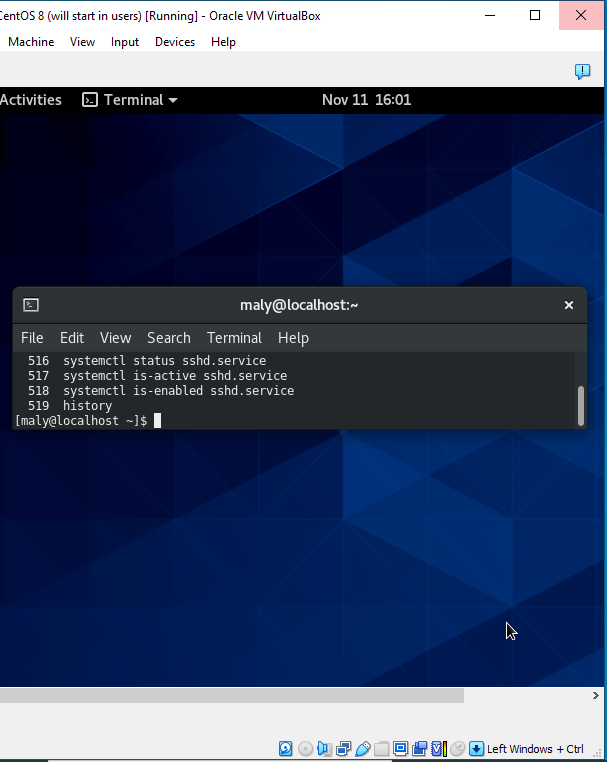 CentOS 8 (will start in users) [Running] - Oracle VM VirtualBox
Machine View Input Devices Help
Activities Terminal Nov 11 16:01
maly@localhost:~
File Edit View Search Terminal Help
516 systemctl status sshd.service
517 systemctl is-active sshd.service
518 systemctl is-enabled sshd.service
519 history
[maly@localhost ~]$
Left Windows + Ctrl